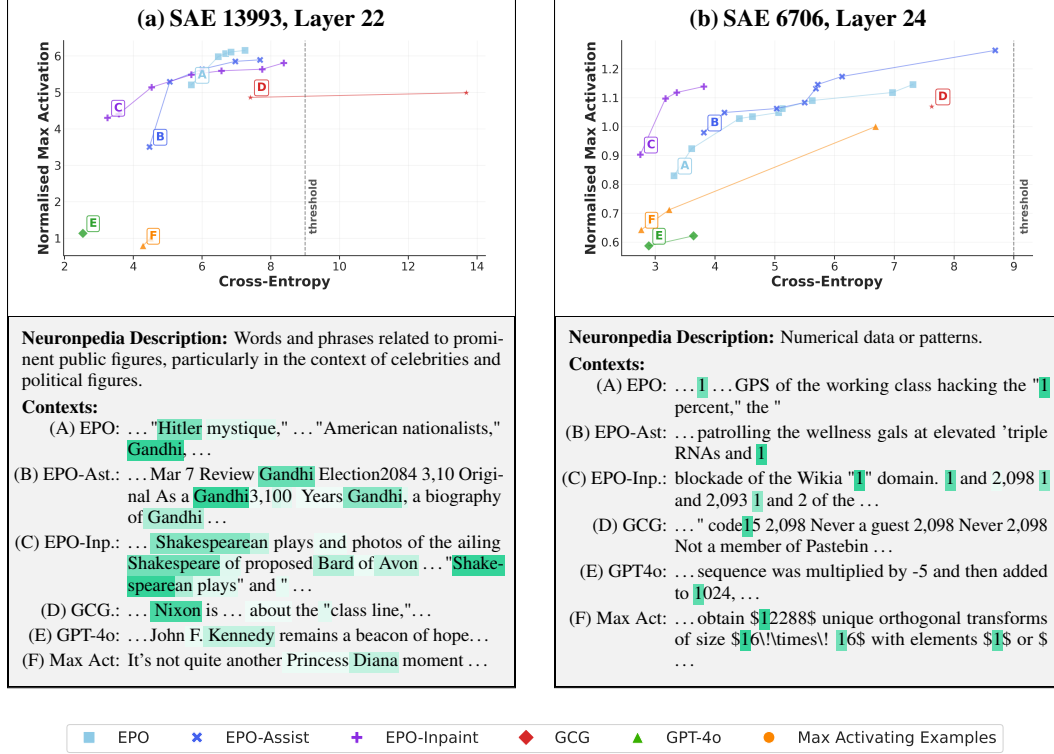 (a) SAE 13993, Layer 22
Normalised Max Activation
6
5
4
3
2
1
A
B
C
D
E
F
threshold
2
4
6
8
10
12
14
Cross-Entropy
Neuronpedia Description: Words and phrases related to promi-
nent public figures, particularly in the context of celebrities and
political figures.
Contexts:
(A) EPO: ... "Hitler mystique," ... "American nationalists,"
Gandhi, ...
(B) EPO-Ast.: ... Mar 7 Review Gandhi Election2084 3,10 Origi-
nal As a Gandhi3,100 Years Gandhi, a biography
of Gandhi ...
(C) EPO-Inp.: ... Shakespearean plays and photos of the ailing
Shakespeare of proposed Bard of Avon ... "Shake-
spearean plays" and " ...
(D) GCG.: ... Nixon is ... about the "class line,"...
(E) GPT-4o: ...John F. Kennedy remains a beacon of hope...
(F) Max Act: It's not quite another Princess Diana moment ...
(b) SAE 6706, Layer 24
Normalised Max Activation
1.2
1.1
1.0
0.9
0.8
0.7
0.6
A
B
C
D
E
F
threshold
3
4
5
6
7
8
9
Cross-Entropy
Neuronpedia Description: Numerical data or patterns.
Contexts:
(A) EPO: ... 1 ... GPS of the working class hacking the "1
percent," the "
(B) EPO-Ast: ... patrolling the wellness gals at elevated 'triple
RNAs and 1
(C) EPO-Inp.: blockade of the Wikia "1" domain. 1 and 2,098 1
and 2,093 1 and 2 of the ...
(D) GCG: ... " code15 2,098 Never a guest 2,098 Never 2,098
Not a member of Pastebin ...
(E) GPT4o: ... sequence was multiplied by -5 and then added
to 1024, ...
(F) Max Act: ... obtain $12288$ unique orthogonal transforms
of size $16\!\times\! 16$ with elements $1$ or $
...
EPO
EPO-Assist
EPO-Inpaint
GCG
GPT-4o
Max Activating Examples